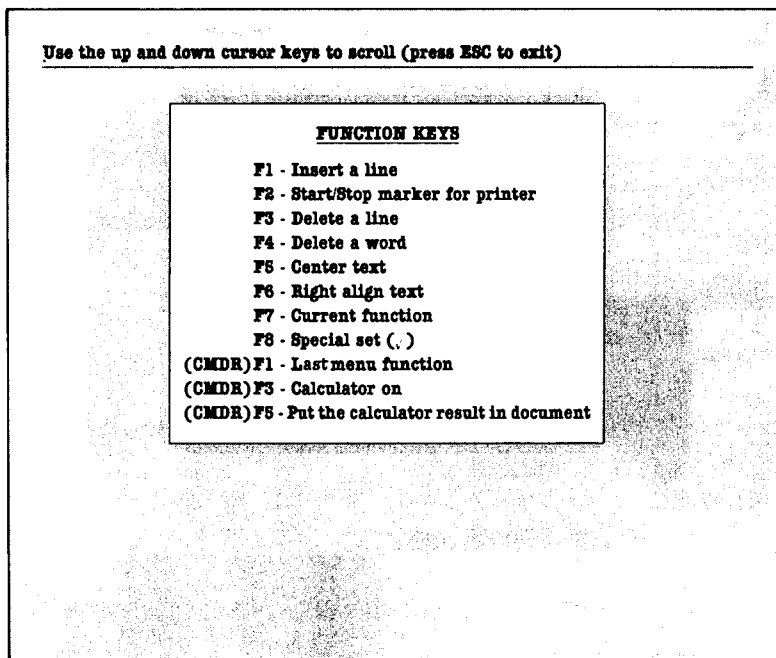 Use the up and down cursor keys to scroll (press ESC to exit)
FUNCTION KEYS
F1 - Insert a line
F2 - Start/Stop marker for printer
F3 - Delete a line
F4 - Delete a word
F5 - Center text
F6 - Right align text
F7 - Current function
F8 - Special set ( )
(CMDR)F1 - Last menu function
(CMDR)F3 - Calculator on
(CMDR)F5 - Put the calculator result in document